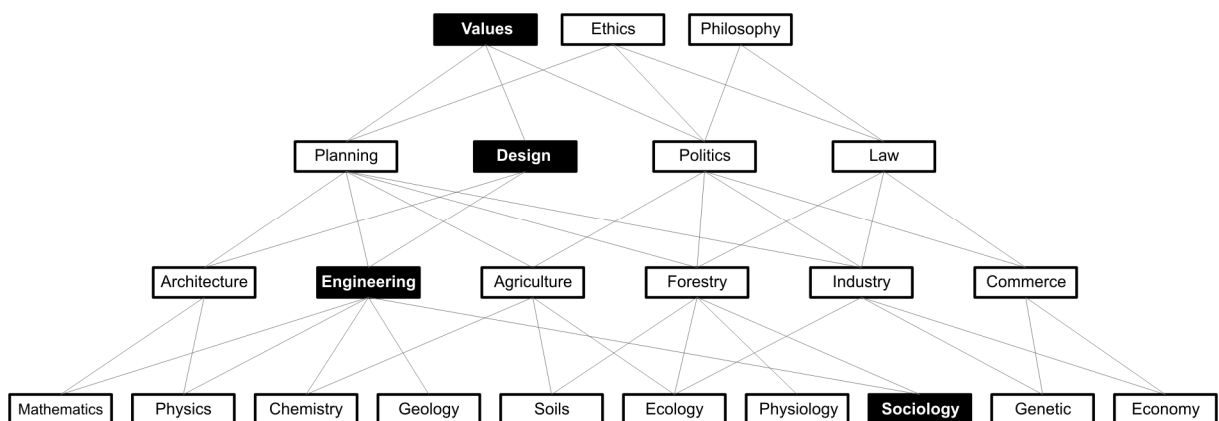 Values
Ethics
Philosophy
Planning
Design
Politics
Law
Architecture
Engineering
Agriculture
Forestry
Industry
Commerce
Mathematics
Physics
Chemistry
Geology
Soils
Ecology
Physiology
Sociology
Genetic
Economy